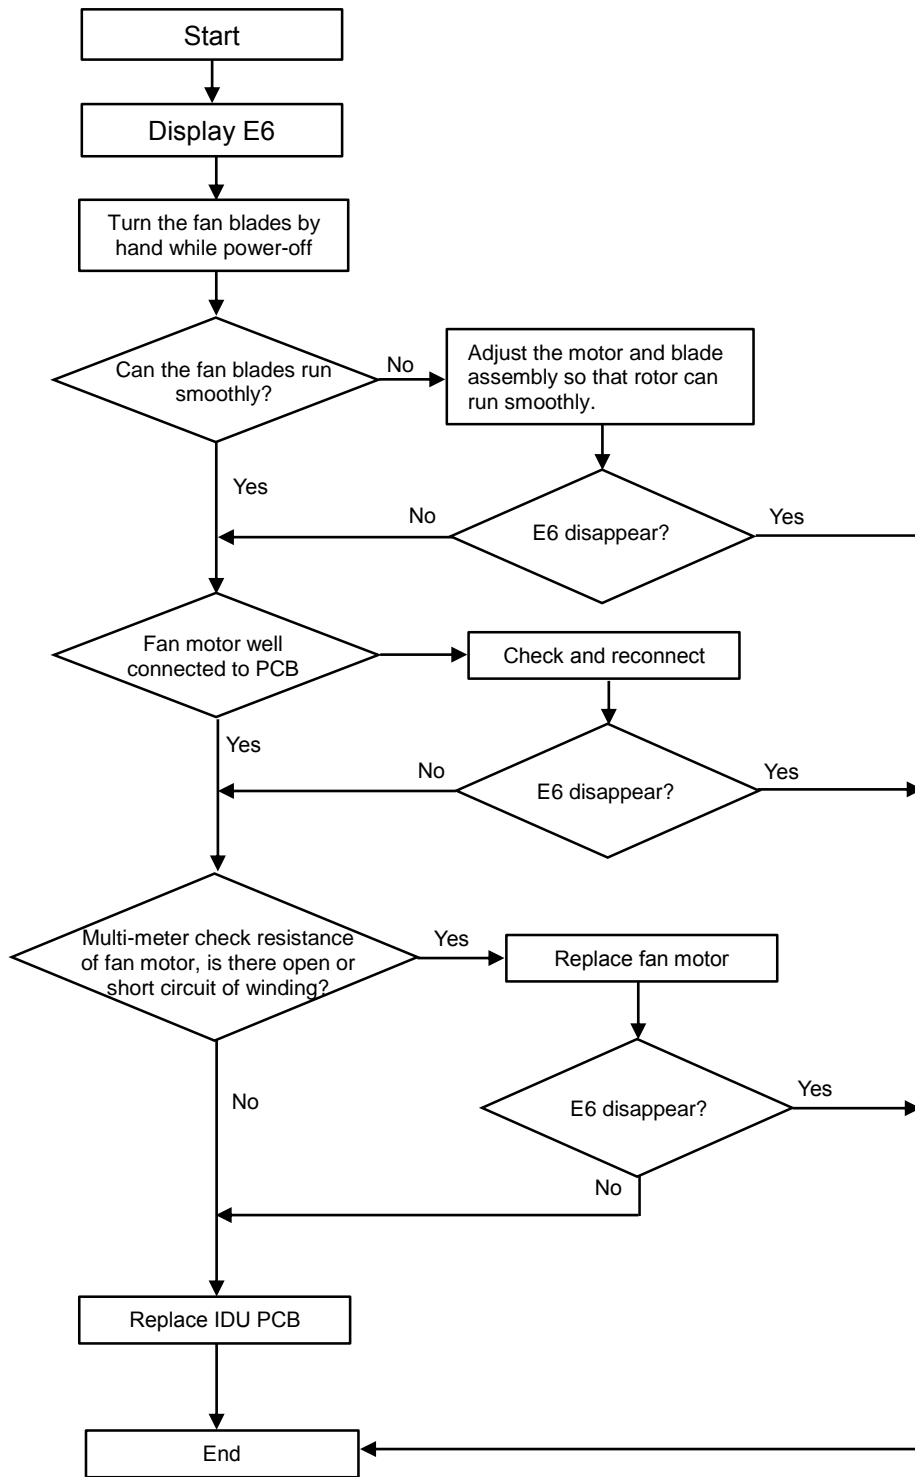 Start
Display E6
Turn the fan blades by
hand while power-off
Can the fan blades run
smoothly?
No
Adjust the motor and blade
assembly so that rotor can
run smoothly.
Yes
No
E6 disappear?
Yes
Fan motor well
connected to PCB
Check and reconnect
Yes
No
E6 disappear?
Yes
Multi-meter check resistance
of fan motor, is there open or
short circuit of winding?
Yes
Replace fan motor
No
E6 disappear?
Yes
No
Replace IDU PCB
End